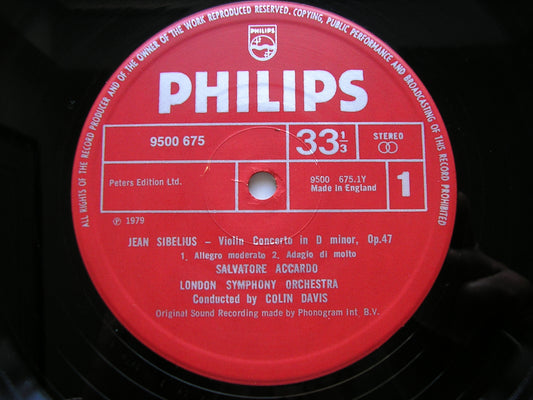 ALL RIGHTS OF THE RECORD PRODUCER AND OF THE OWNER OF THE WORK REPRODUCED RESERVED. COPYING, PUBLIC PERFORMANCE AND BROADCASTING OF THIS RECORD PROHIBITED
PHILIPS
PHILIPS
9500 675
33 1/3
STEREO
Peters Edition Ltd.
9500 675.1Y
Made in England
1
℗ 1979
JEAN SIBELIUS – Violin Concerto in D minor, Op.47
1. Allegro moderato 2. Adagio di molto
SALVATORE ACCARDO
LONDON SYMPHONY ORCHESTRA
Conducted by COLIN DAVIS
Original Sound Recording made by Phonogram Int. B.V.